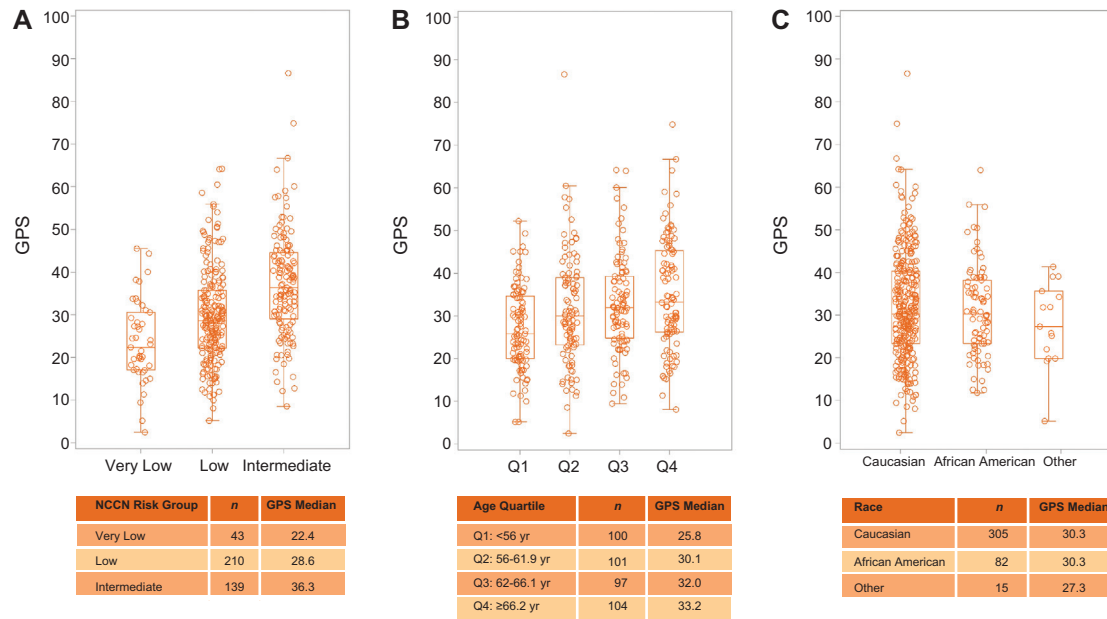 A
100
90
80
70
60
50
40
30
20
10
0
GPS
Very Low Low Intermediate
NCCN Risk Group n GPS Median
Very Low 43 22.4
Low 210 28.6
Intermediate 139 36.3
B
100
90
80
70
60
50
40
30
20
10
0
GPS
Q1 Q2 Q3 Q4
Age Quartile n GPS Median
Q1: <56 yr 100 25.8
Q2: 56-61.9 yr 101 30.1
Q3: 62-66.1 yr 97 32.0
Q4: ≥66.2 yr 104 33.2
C
100
90
80
70
60
50
40
30
20
10
0
GPS
Caucasian African American Other
Race n GPS Median
Caucasian 305 30.3
African American 82 30.3
Other 15 27.3